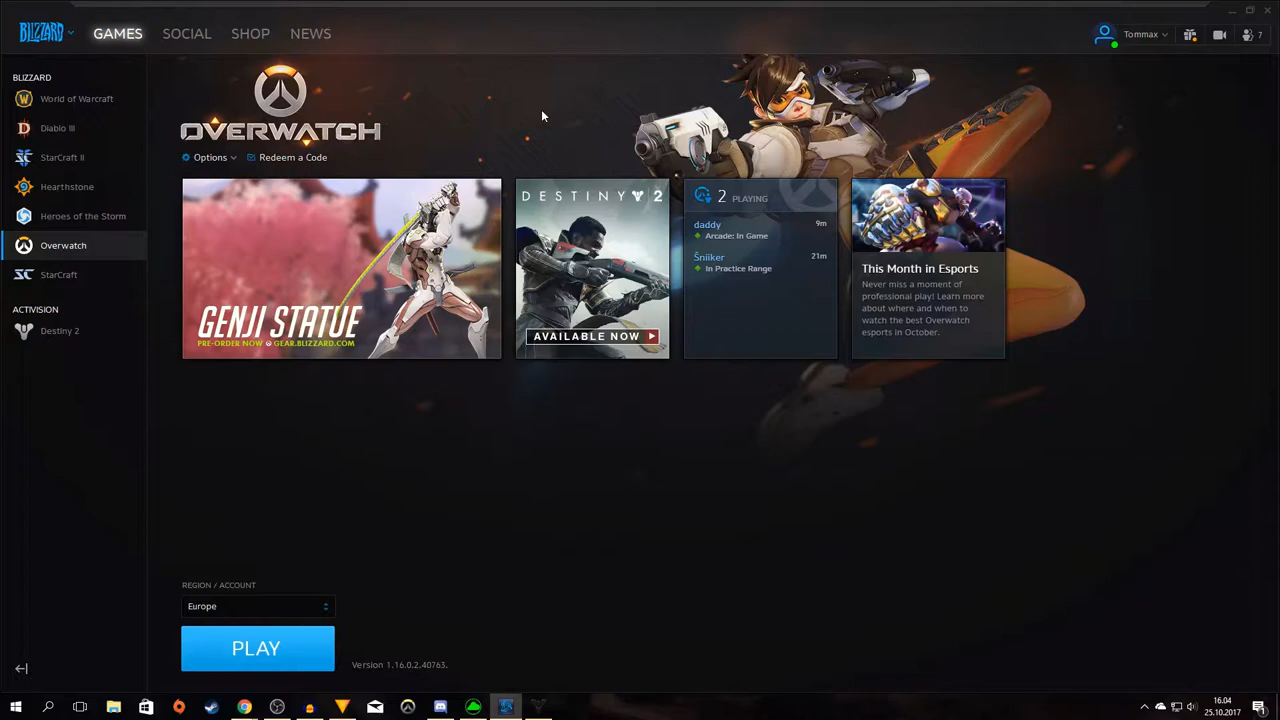 BLIZZARD
GAMES
SOCIAL
SHOP
NEWS
Tommax
7
BLIZZARD
World of Warcraft
Diablo III
StarCraft II
Hearthstone
Heroes of the Storm
Overwatch
StarCraft
ACTIVISION
Destiny 2
OVERWATCH
Options
Redeem a Code
GENJI STATUE
PRE-ORDER NOW GEAR.BLIZZARD.COM
DESTINY 2
AVAILABLE NOW
2 PLAYING
daddy 9m
Arcade: In Game
Šniiker 21m
In Practice Range
This Month in Esports
Never miss a moment of
professional play! Learn more
about where and when to
watch the best Overwatch
esports in October.
REGION / ACCOUNT
Europe
PLAY
Version 1.16.0.2.40763.
16.04
25.10.2017
1